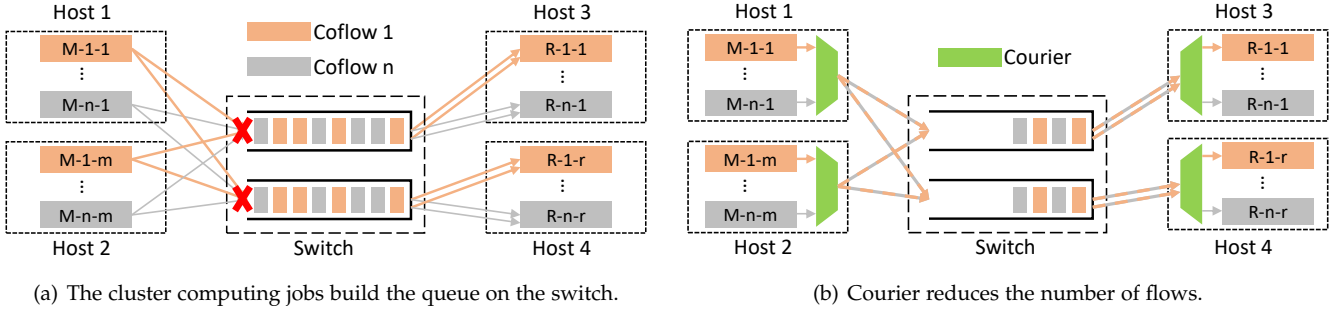 Host 1
M-1-1
⋮
M-n-1
M-1-m
⋮
M-n-m
Host 2
Coflow 1
Coflow n
Switch
Host 3
R-1-1
⋮
R-n-1
R-1-r
⋮
R-n-r
Host 4
(a) The cluster computing jobs build the queue on the switch.
Host 1
M-1-1
⋮
M-n-1
M-1-m
⋮
M-n-m
Host 2
Courier
Switch
Host 3
R-1-1
⋮
R-n-1
R-1-r
⋮
R-n-r
Host 4
(b) Courier reduces the number of flows.